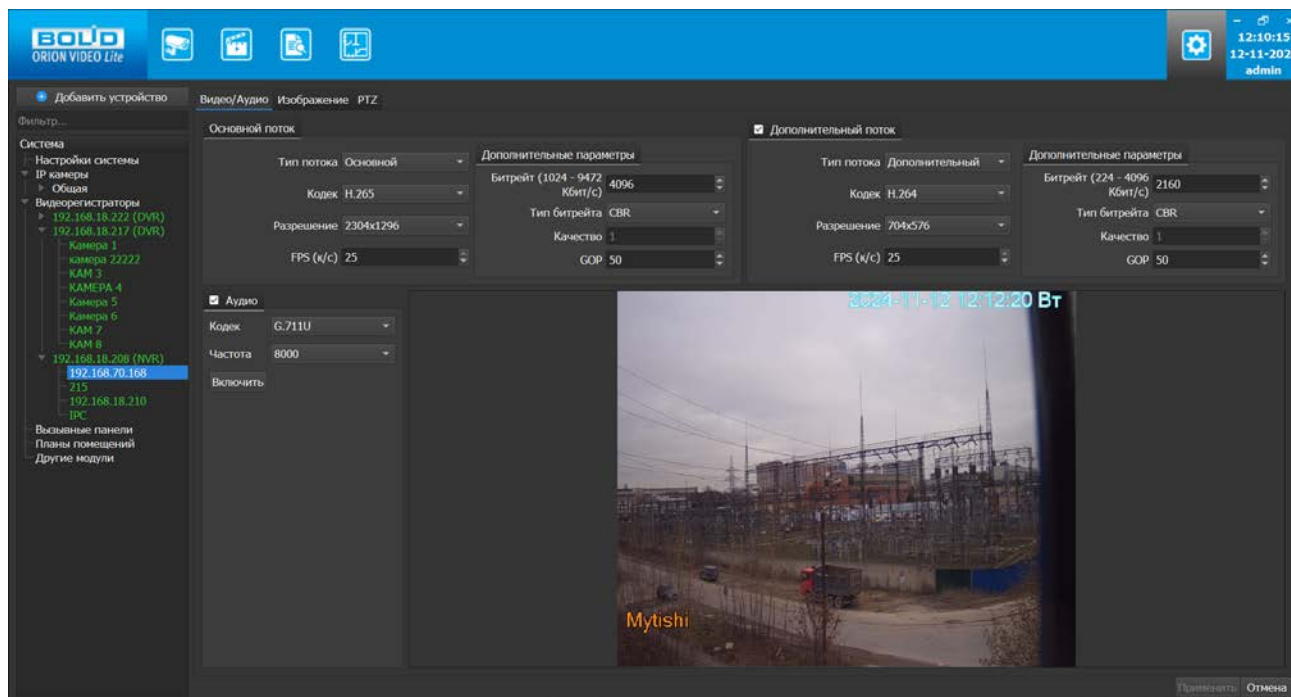 BOLID
ORION VIDEO Lite
12:10:15
12-11-202
admin
Добавить устройство
Фильтр...
Система
Настройки системы
IP камеры
Общая
Видеорегистраторы
192.168.18.222 (DVR)
192.168.18.217 (DVR)
Камера 1
камера 22222
КАМ 3
КАМЕРА 4
Камера 5
Камера 6
КАМ 7
КАМ 8
192.168.18.208 (NVR)
192.168.70.168
215
192.168.18.210
IPC
Вызывные панели
Планы помещений
Другие модули
Видео/Аудио Изображение PTZ
Основной поток
Тип потока Основной
Кодек H.265
Разрешение 2304x1296
FPS (к/с) 25
Дополнительные параметры
Битрейт (1024 - 9472
Кбит/с) 4096
Тип битрейта CBR
Качество 1
GOP 50
Дополнительный поток
Тип потока Дополнительный
Кодек H.264
Разрешение 704x576
FPS (к/с) 25
Дополнительные параметры
Битрейт (224 - 4096
Кбит/с) 2160
Тип битрейта CBR
Качество 1
GOP 50
Аудио
Кодек G.711U
Частота 8000
Включить
2024-11-12 12:12:20 Вт
Mytishi
Применить Отмена